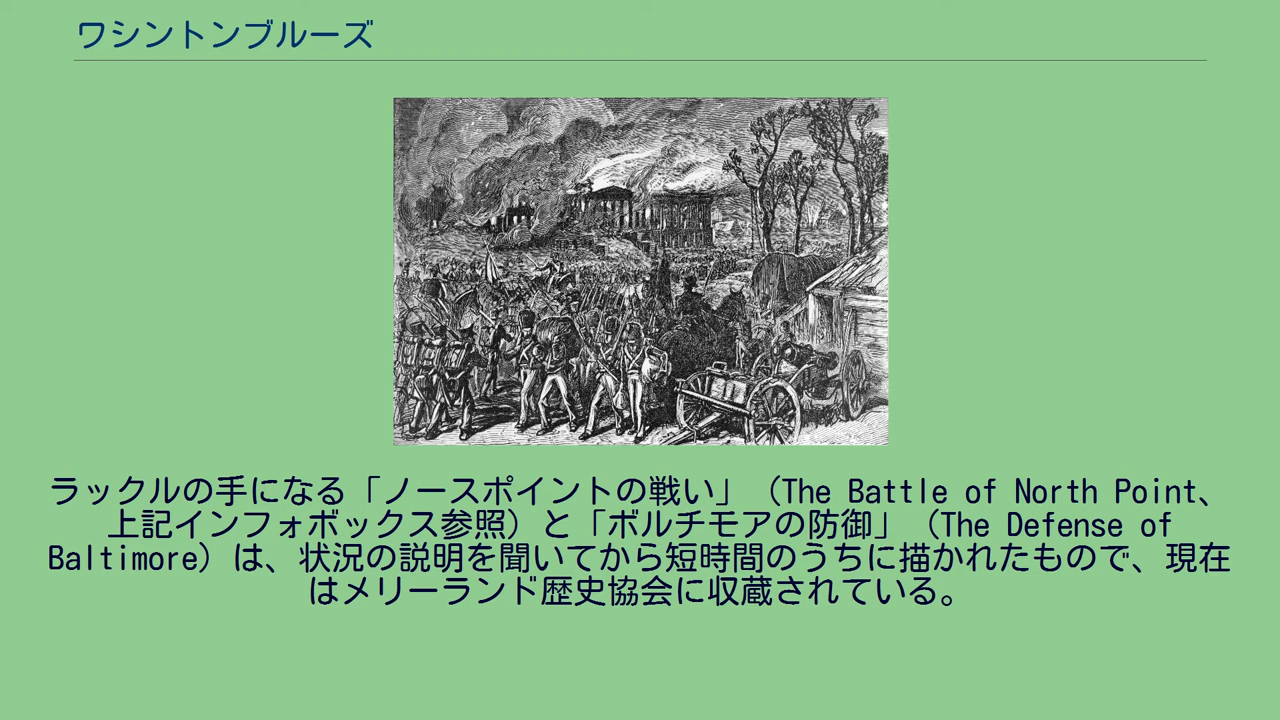 ワシントンブルーズ
ラックルの手になる「ノースポイントの戦い」（The Battle of North Point、
上記インフォボックス参照）と「ボルチモアの防御」（The Defense of
Baltimore）は、状況の説明を聞いてから短時間のうちに描かれたもので、現在
はメリーランド歴史協会に収蔵されている。